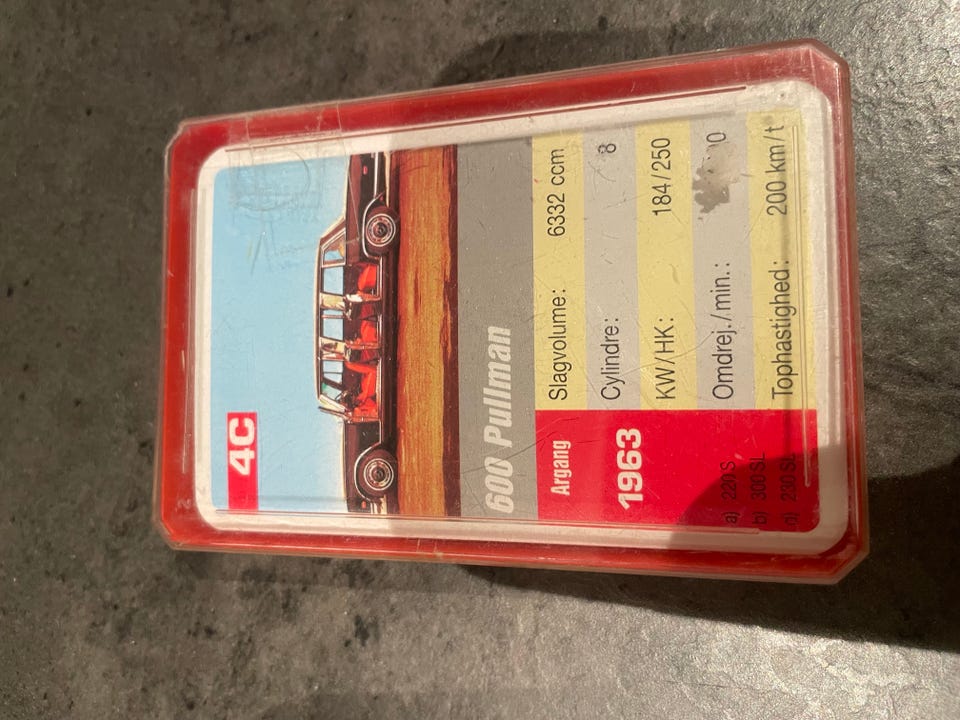 4C
600 Pullman
Argang
1963
a) 220 S
b) 300 SL
d) 230 SL
Slagvolume: 6332 ccm
Cylindre: 8
KW/HK: 184/250
Omdrej./min.:
Tophastighed: 200 km/t